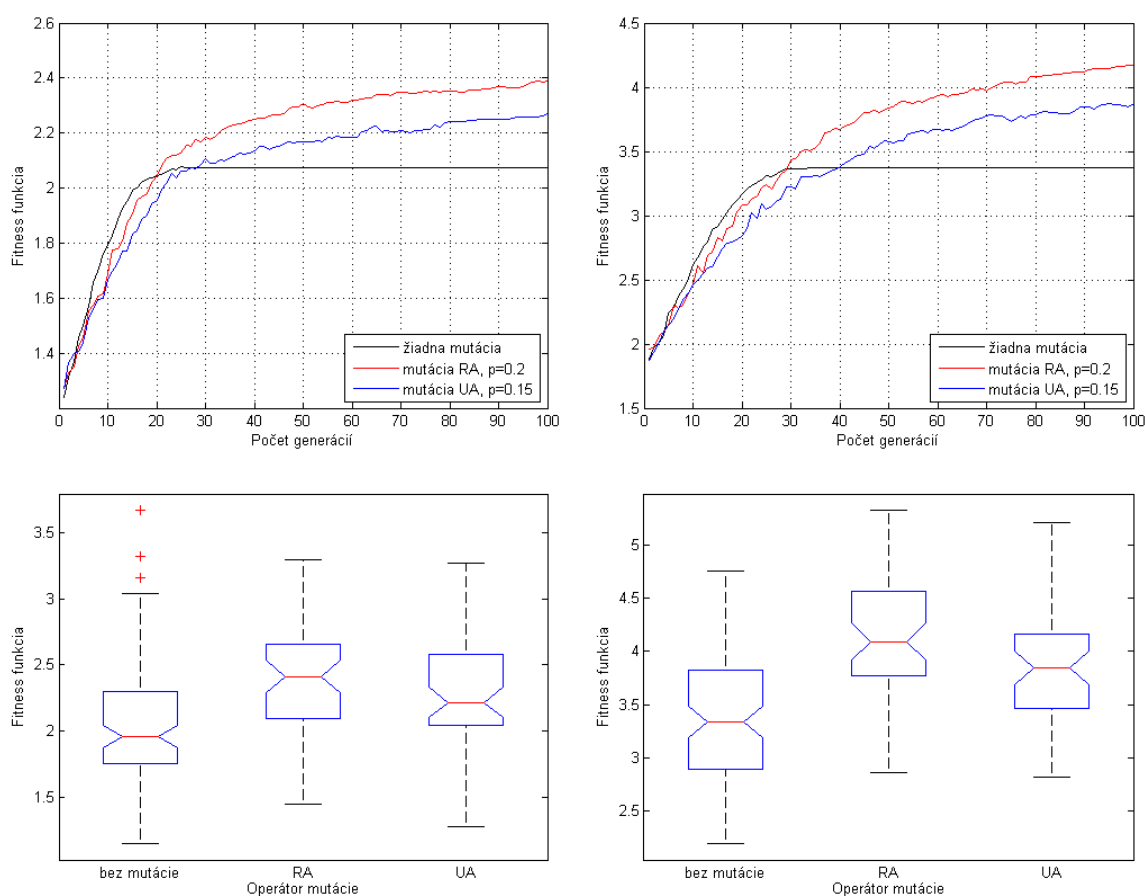 2.6
2.4
2.2
2
1.8
1.6
1.4
Fitness funkcia
0 10 20 30 40 50 60 70 80 90 100
Počet generácií
žiadna mutácia
mutácia RA, p=0.2
mutácia UA, p=0.15
4.5
4
3.5
3
2.5
2
1.5
Fitness funkcia
0 10 20 30 40 50 60 70 80 90 100
Počet generácií
žiadna mutácia
mutácia RA, p=0.2
mutácia UA, p=0.15
3.5
3
2.5
2
1.5
Fitness funkcia
bez mutácie RA UA
Operátor mutácie
5
4.5
4
3.5
3
2.5
Fitness funkcia
bez mutácie RA UA
Operátor mutácie